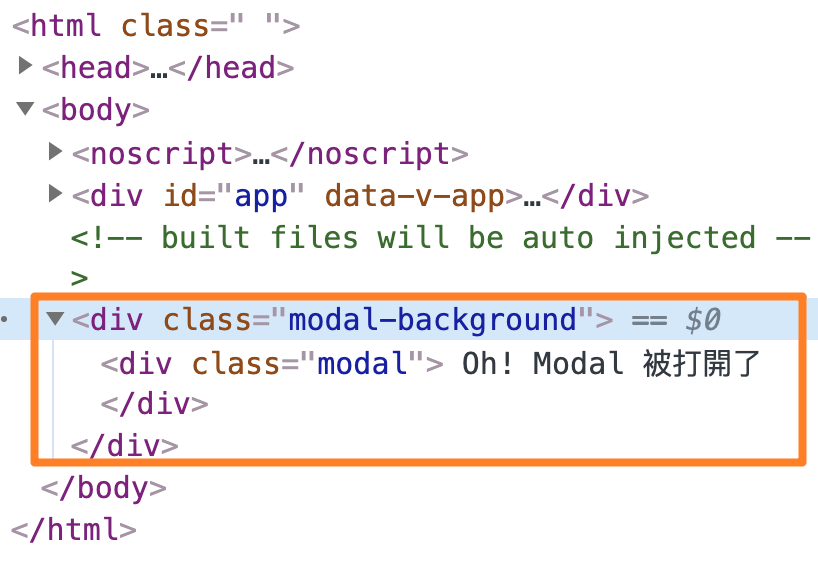 <html class=" ">
<head>…</head>
<body>
<noscript>…</noscript>
<div id="app" data-v-app>…</div>
<!-- built files will be auto injected --
>
<div class="modal-background"> == $0
<div class="modal"> Oh! Modal 被打開了
</div>
</div>
</body>
</html>